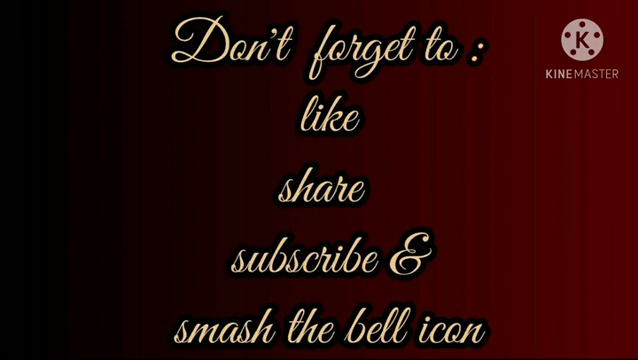 Don't forget to :
K
KINEMASTER
like
share
subscribe &
smash the bell icon